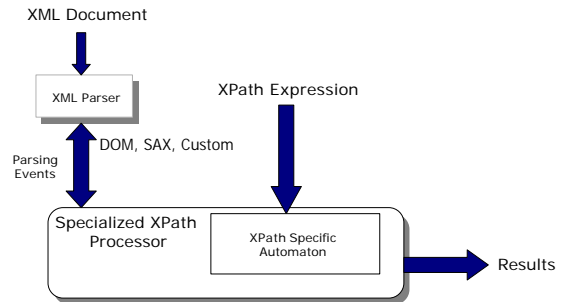 XML Document
XML Parser
XPath Expression
DOM, SAX, Custom
Parsing
Events
Specialized XPath
Processor
XPath Specific
Automaton
Results